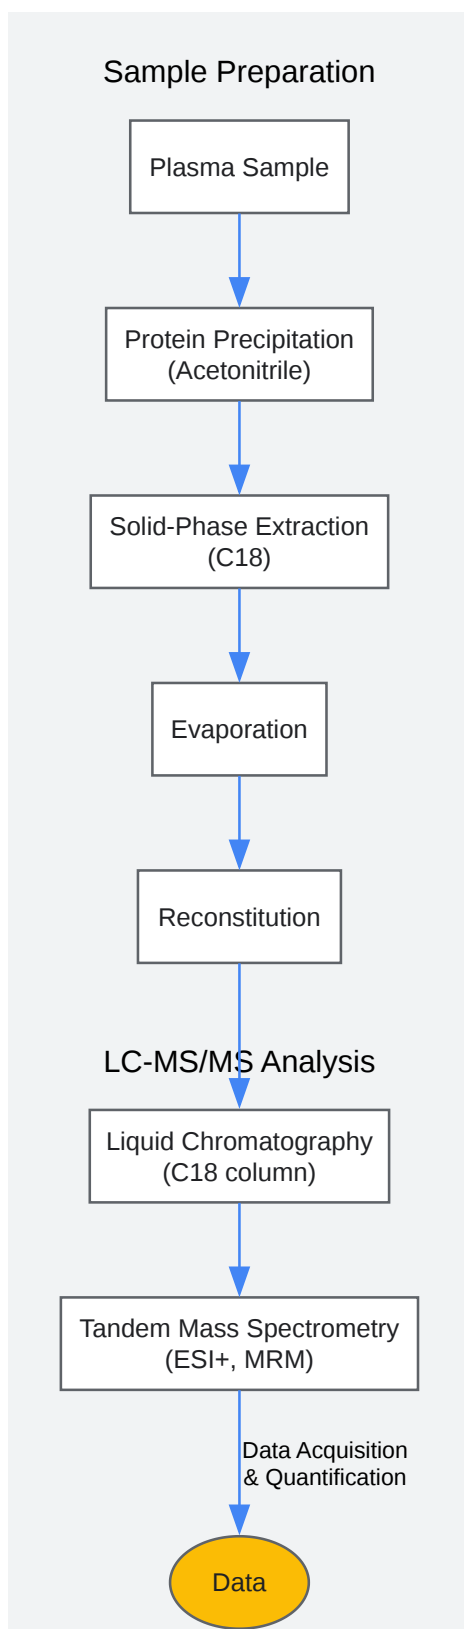 Sample Preparation
Plasma Sample
Protein Precipitation
(Acetonitrile)
Solid-Phase Extraction
(C18)
Evaporation
Reconstitution
LC-MS/MS Analysis
Liquid Chromatography
(C18 column)
Tandem Mass Spectrometry
(ESI+, MRM)
Data Acquisition
& Quantification
Data